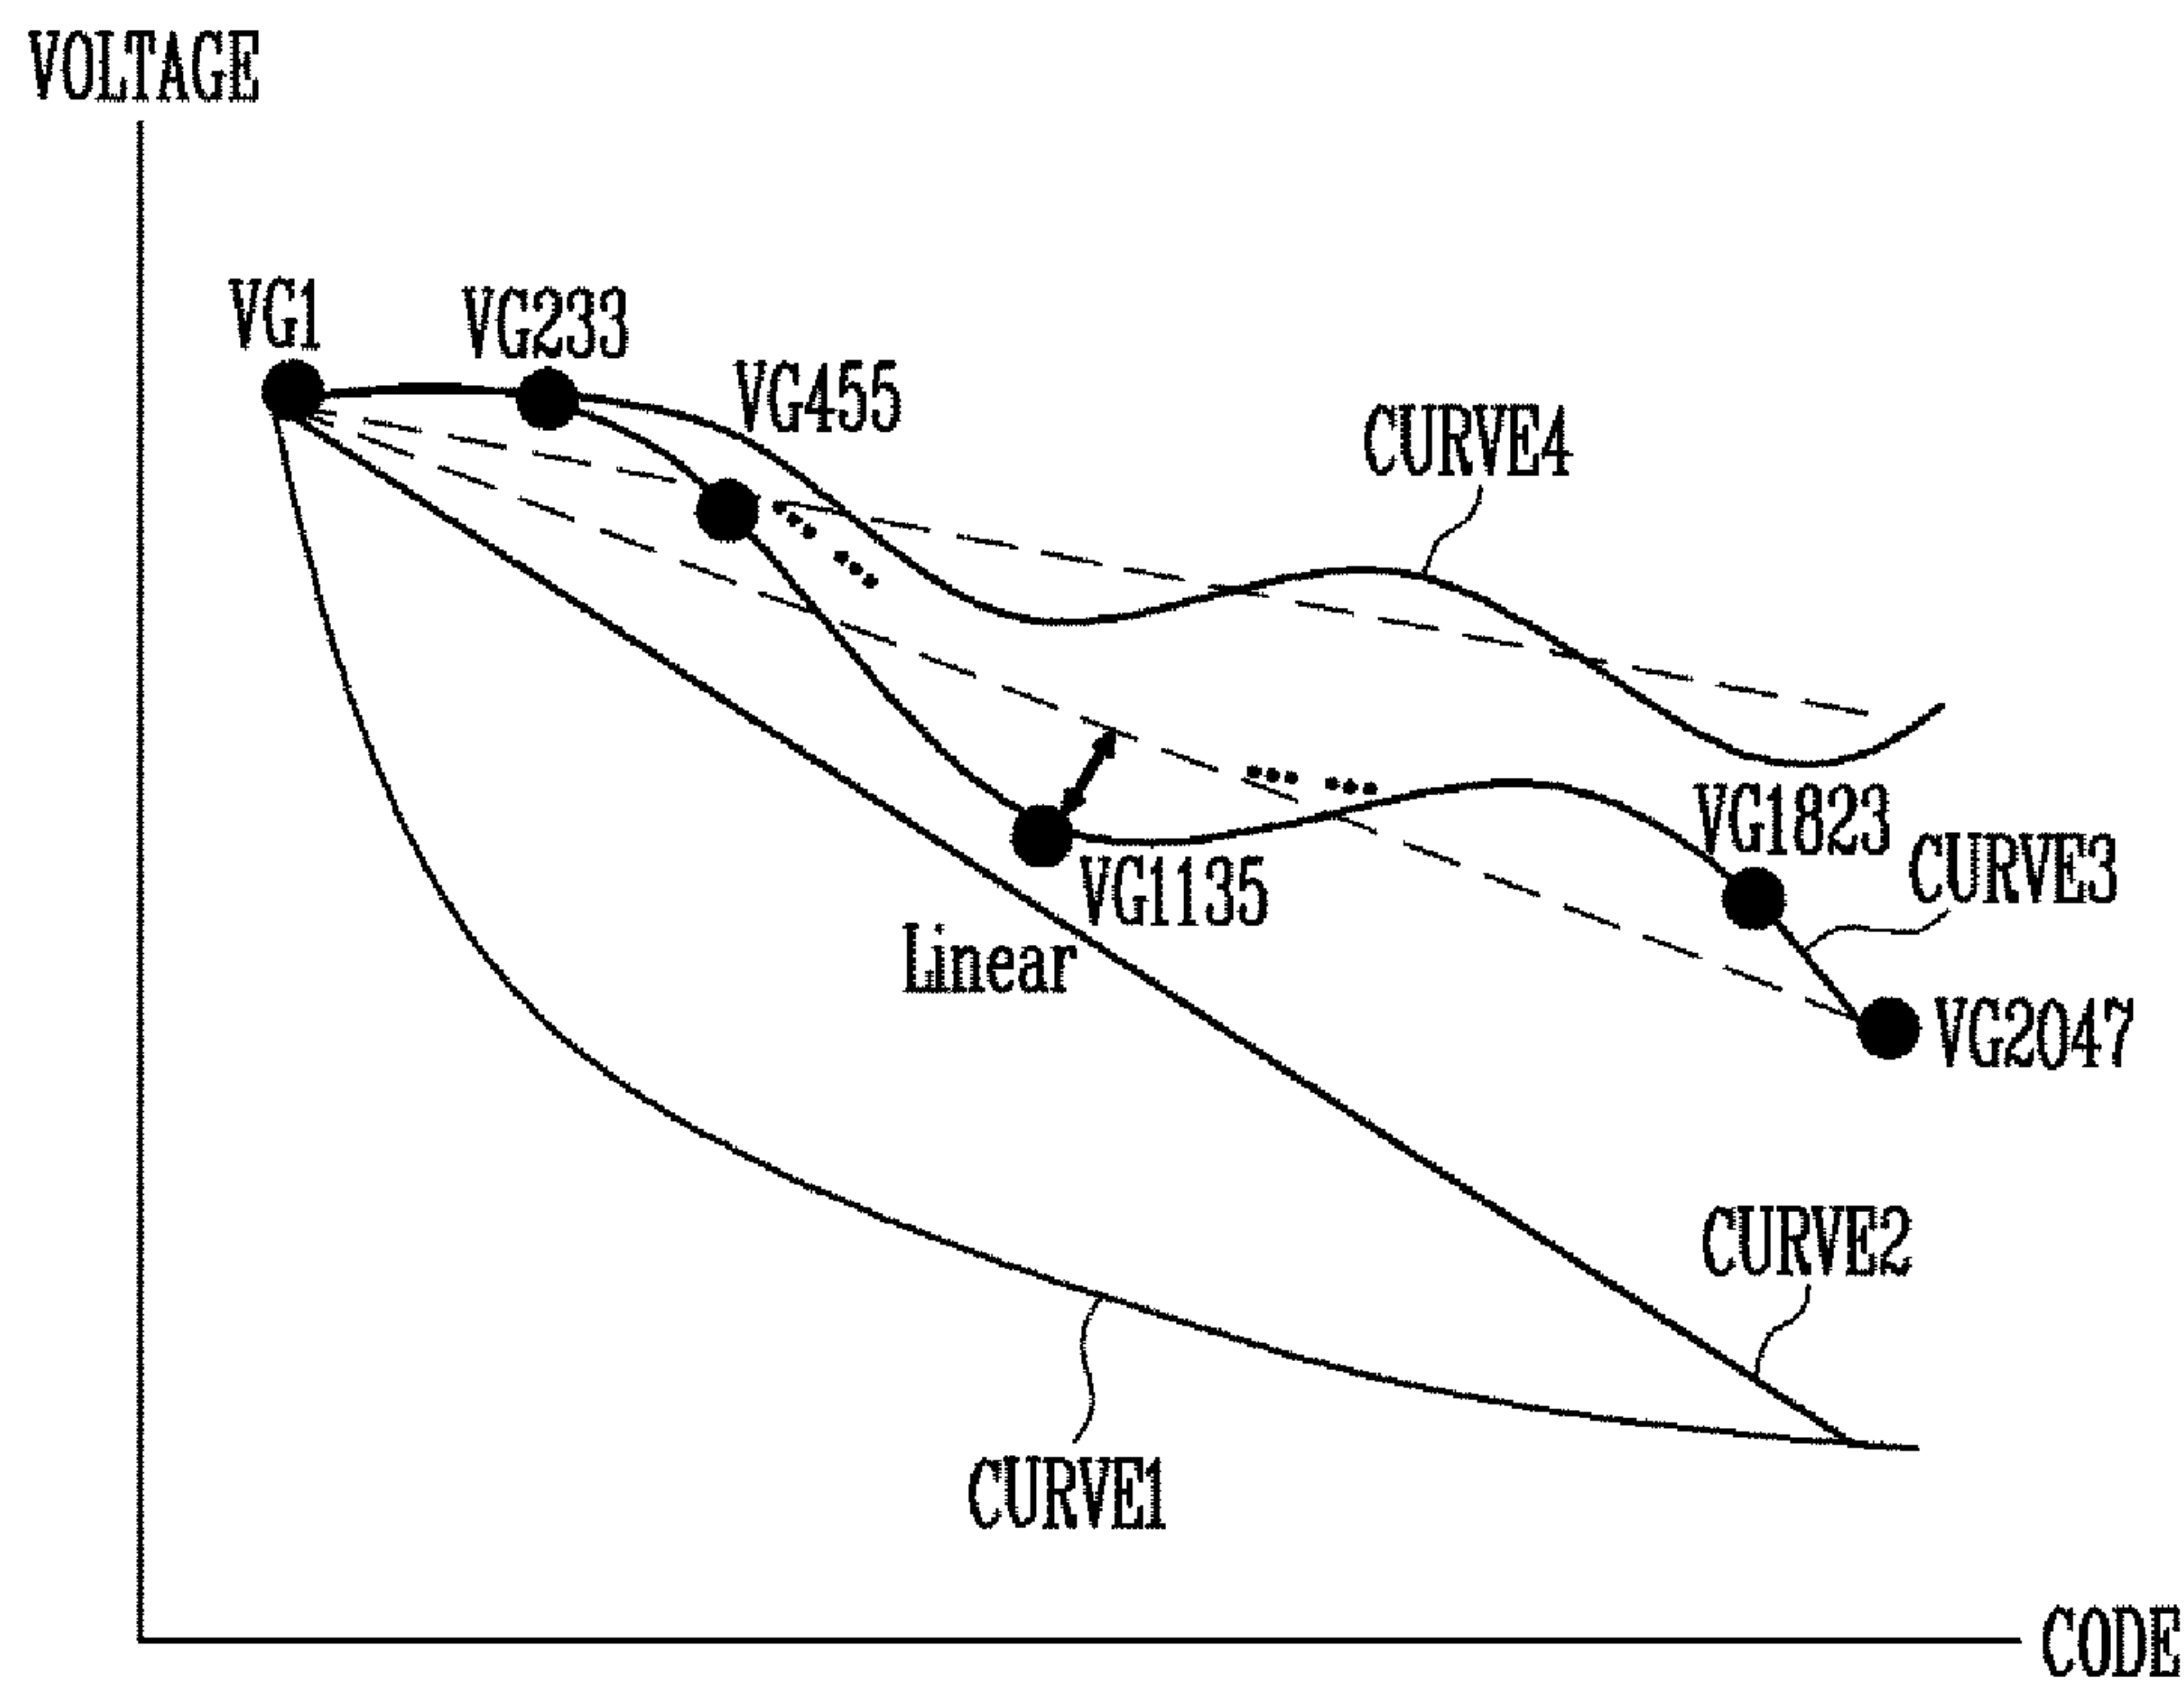 VOLTAGE
VG1
VG233
VG455
CURVE4
VG1823
CURVE3
VG1135
Linear
VG2047
CURVE2
CURVE1
CODE